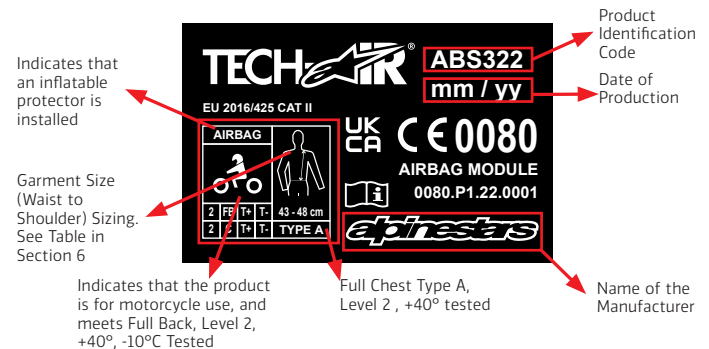 Product
Identification
Code
Indicates that
an inflatable
protector is
installed
TECH AIR®
ABS322
mm / yy
Date of
Production
EU 2016/425 CAT II
AIRBAG
UK
CA
CE 0080
AIRBAG MODULE
0080.P1.22.0001
i
Garment Size
(Waist to
Shoulder) Sizing.
See Table in
Section 6
2 FB T+ T- 43 - 48 cm
2 C T+ T- TYPE A
alpinestars
Indicates that the product
is for motorcycle use, and
meets Full Back, Level 2,
+40°, -10°C Tested
Full Chest Type A,
Level 2 , +40° tested
Name of the
Manufacturer